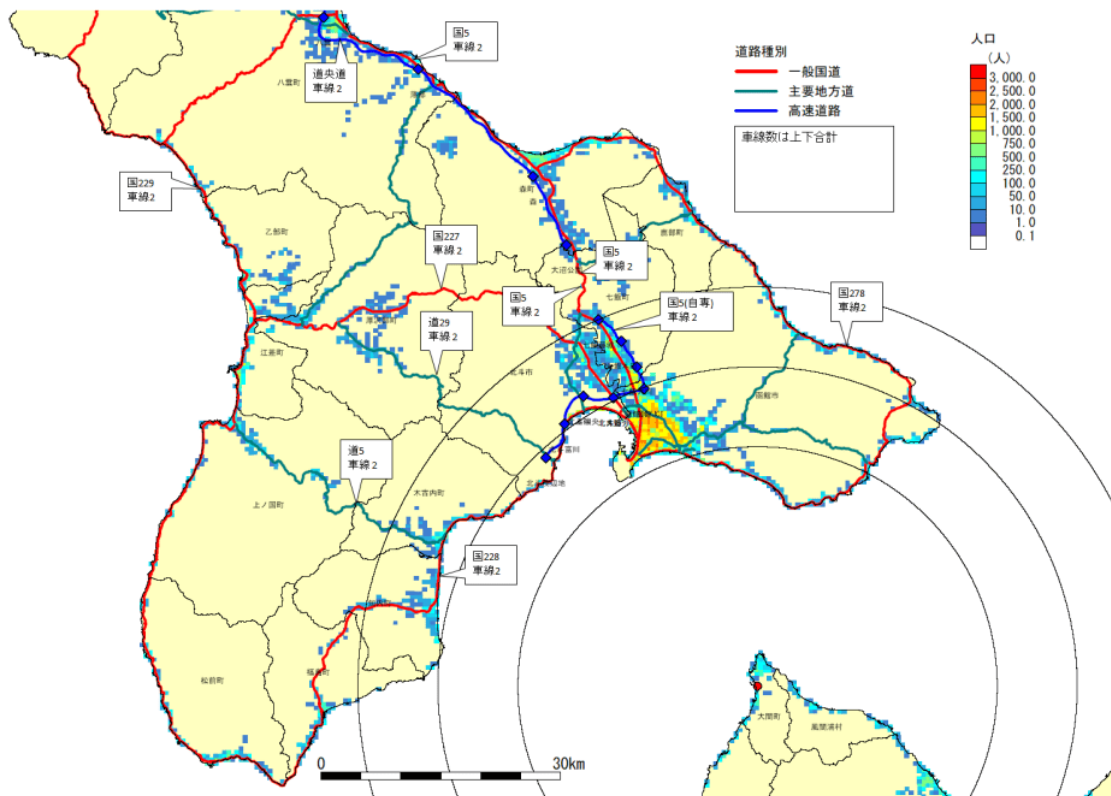 国5
車線2
道央道
車線2
八雲町
国229
車線2
乙部町
国227
車線2
森町
森
鹿部町
大沼公園
国5
車線2
七飯町
国5
車線2
国5(自専)
車線2
国278
車線2
厚沢部町
道29
車線2
江差町
北斗市
函館市
道5
車線2
上ノ国町
木古内町
国228
車線2
松前町
福島町
大間町
風間浦村
0
30km
道路種別
一般国道
主要地方道
高速道路
車線数は上下合計
人口
(人)
3,000.0
2,500.0
2,000.0
1,500.0
1,000.0
750.0
500.0
250.0
100.0
50.0
10.0
1.0
0.1